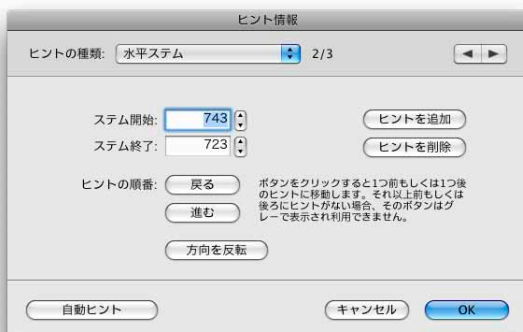 ヒント情報
ヒントの種類: 水平ステム 2/3
ステム開始: 743 ヒントを追加
ステム終了: 723 ヒントを削除
ヒントの順番: 戻る ボタンをクリックすると1つ前もしくは1つ後
のヒントに移動します。それ以上前もしくは
進む 後ろにヒントがない場合、そのボタンはグ
レーで表示され利用できません。
方向を反転
自動ヒント キャンセル OK